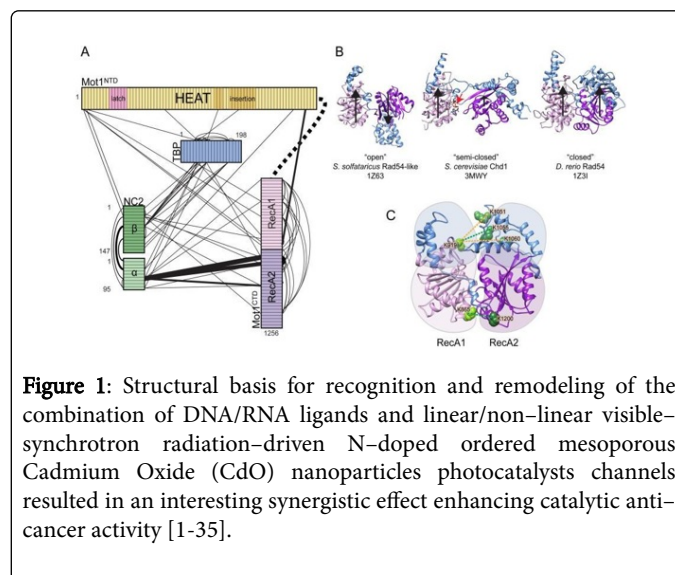 A
Mot1NTD
1
latch
HEAT
insertion
1
198
TBP
NC2
1
β
147
1
α
95
RecA1
RecA2
Mot1CTD
1256
B
"open"
S. solfataricus Rad54-like
1Z63
"semi-closed"
S. cerevisiae Chd1
3MWY
"closed"
D. rerio Rad54
1Z3I
C
RecA1
RecA2
Figure 1: Structural basis for recognition and remodeling of the
combination of DNA/RNA ligands and linear/non–linear visible–
synchrotron radiation–driven N–doped ordered mesoporous
Cadmium Oxide (CdO) nanoparticles photocatalysts channels
resulted in an interesting synergistic effect enhancing catalytic anti–
cancer activity [1-35].